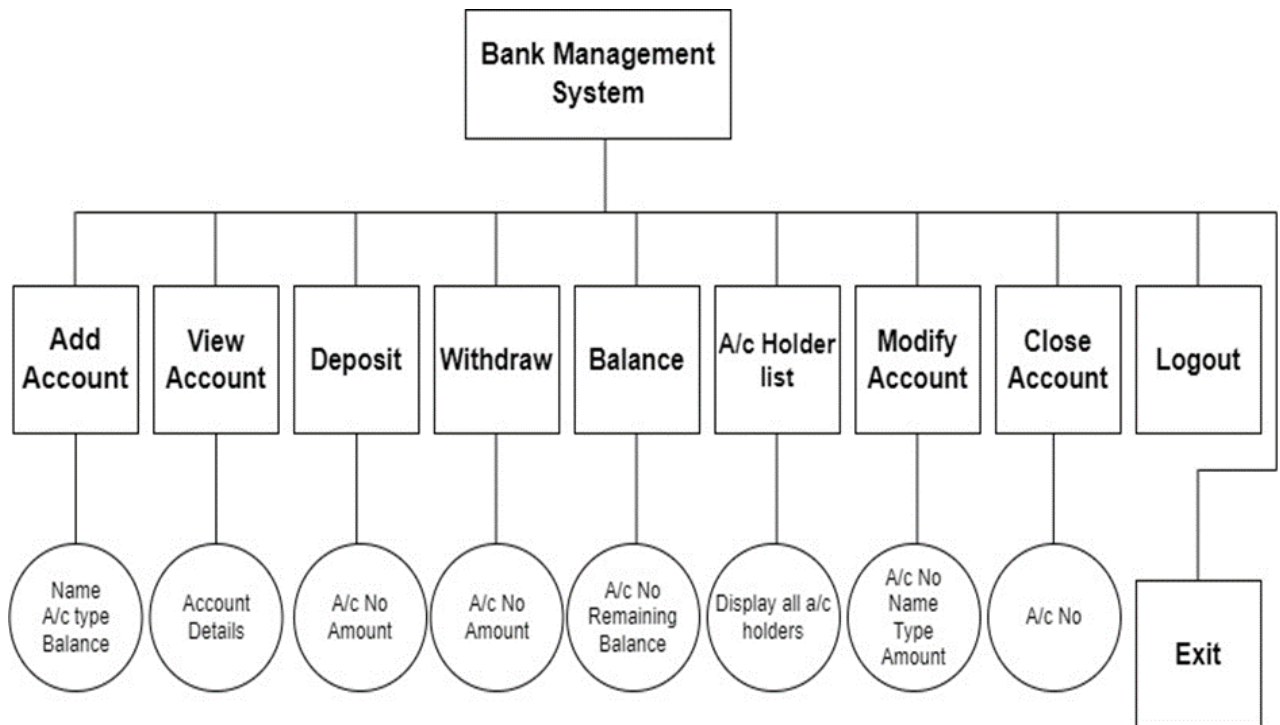 Bank Management
System
Add
Account
View
Account
Deposit
Withdraw
Balance
A/c Holder
list
Modify
Account
Close
Account
Logout
Name
A/c type
Balance
Account
Details
A/c No
Amount
A/c No
Amount
A/c No
Remaining
Balance
Display all a/c
holders
A/c No
Name
Type
Amount
A/c No
Exit